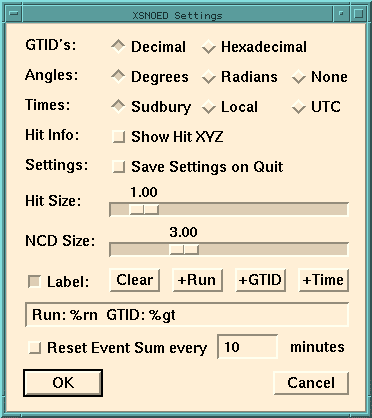 XSNOED Settings
GTID's: Decimal Hexadecimal
Angles: Degrees Radians None
Times: Sudbury Local UTC
Hit Info: Show Hit XYZ
Settings: Save Settings on Quit
1.00
Hit Size:
3.00
NCD Size:
Label: Clear +Run +GTID +Time
Run: %rn  GTID: %gt
Reset Event Sum every 10 minutes
OK Cancel